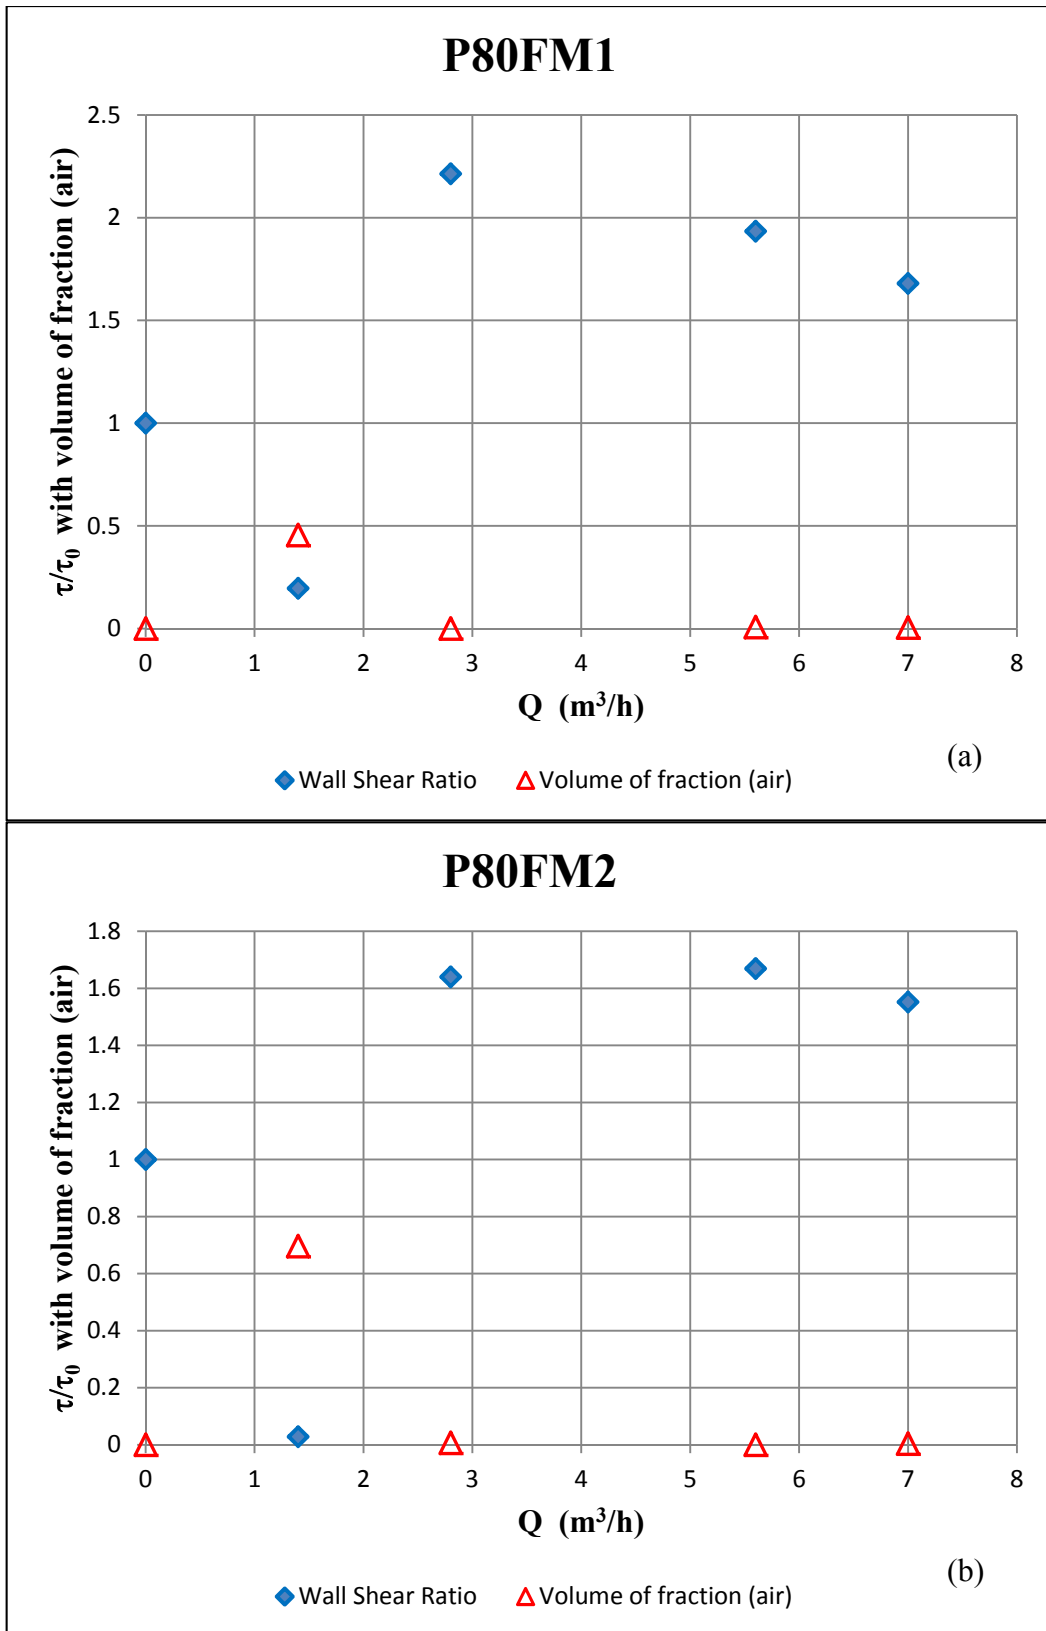 P80FM1
τ/τ₀ with volume of fraction (air)
2.5
2
1.5
1
0.5
0
0 1 2 3 4 5 6 7 8
Q (m³/h)
(a)
Wall Shear Ratio Volume of fraction (air)
P80FM2
τ/τ₀ with volume of fraction (air)
1.8
1.6
1.4
1.2
1
0.8
0.6
0.4
0.2
0
0 1 2 3 4 5 6 7 8
Q (m³/h)
(b)
Wall Shear Ratio Volume of fraction (air)